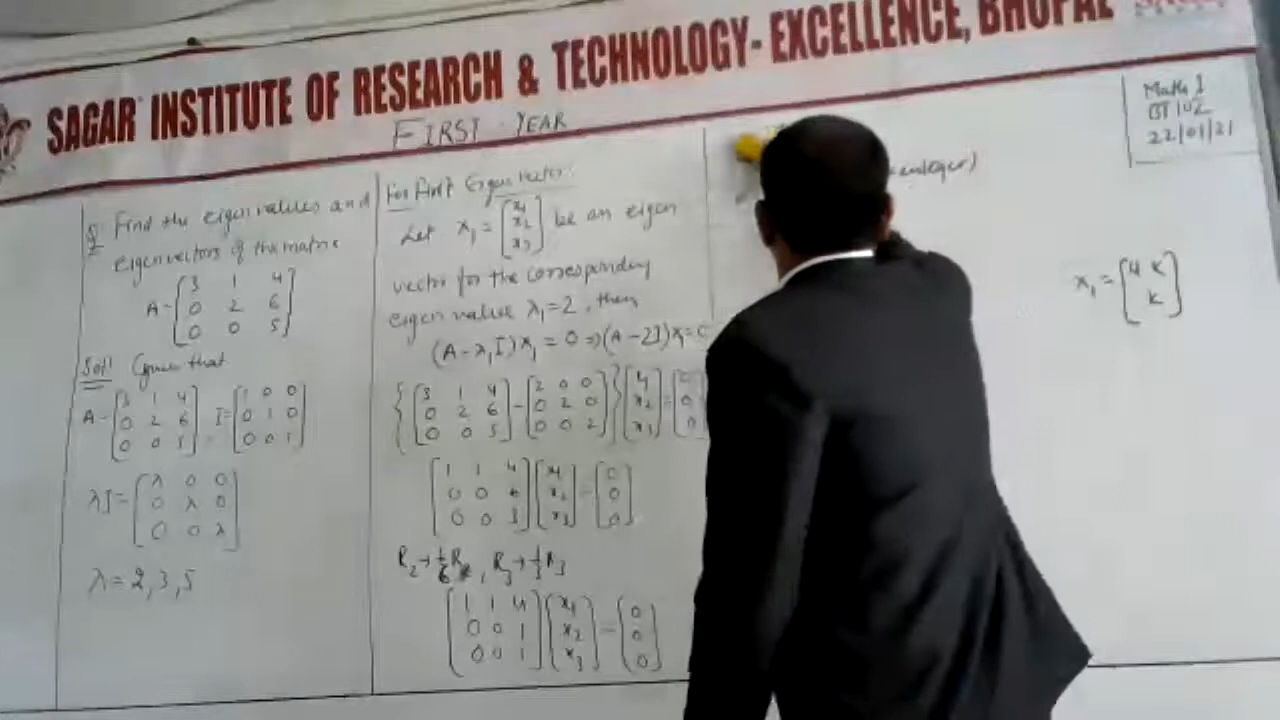 SAGAR INSTITUTE OF RESEARCH & TECHNOLOGY- EXCELLENCE, BHOPAL
FIRST-YEAR
Math I
BT 102
22/01/21
Q Find the eigen values and
eigen vectors of the matrix
A = [3 1 4
0 2 6
0 0 5]
Sol! Given that
A = [3 1 4
0 2 6
0 0 5], I = [1 0 0
0 1 0
0 0 1]
λI = [λ 0 0
0 λ 0
0 0 λ]
λ = 2, 3, 5
For First Eigen Vector:
Let x₁ = [x₁
x₂
x₃] be an eigen
vector for the corresponding
eigen value λ₁ = 2, then
(A - λ₁I)x₁ = 0 ⇒ (A - 2I)x₁ = 0
{[3 1 4
0 2 6
0 0 5] - [2 0 0
0 2 0
0 0 2]} [x₁
x₂
x₃] = [0
0
0]
[1 1 4
0 0 6
0 0 3] [x₁
x₂
x₃] = [0
0
0]
R₂ → 1/6 R₂, R₃ → 1/3 R₃
[1 1 4
0 0 1
0 0 1] [x₁
x₂
x₃] = [0
0
0]
x₁ = [4 k
k]